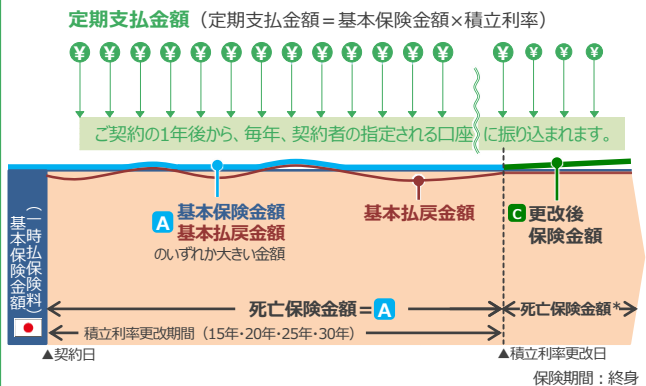 定期支払金額（定期支払金額＝基本保険金額×積立利率）
¥ ¥ ¥ ¥ ¥ ¥ ¥ ¥ ¥ ¥ ¥ ¥ ¥ ¥ ¥ ¥ ¥
ご契約の1年後から、毎年、契約者の指定される口座に振り込まれます。
基本保険金額
（一時払保険料）
A 基本保険金額
基本払戻金額
のいずれか大きい金額
基本払戻金額
C 更改後
保険金額
死亡保険金額＝A
死亡保険金額*
積立利率更改期間（15年・20年・25年・30年）
▲契約日
▲積立利率更改日
保険期間：終身